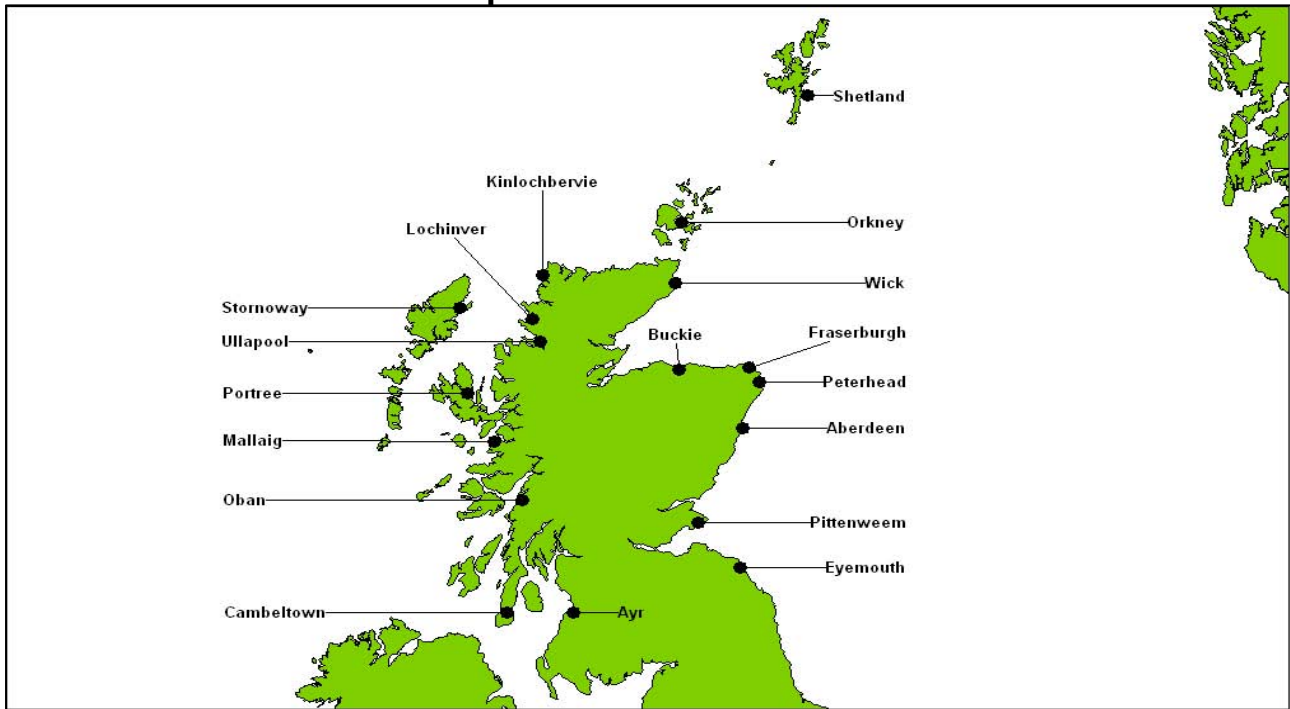 Shetland
Kinlochbervie
Orkney
Lochinver
Wick
Stornoway
Buckie
Fraserburgh
Ullapool
Peterhead
Portree
Aberdeen
Mallaig
Oban
Pittenweem
Eyemouth
Cambeltown
Ayr